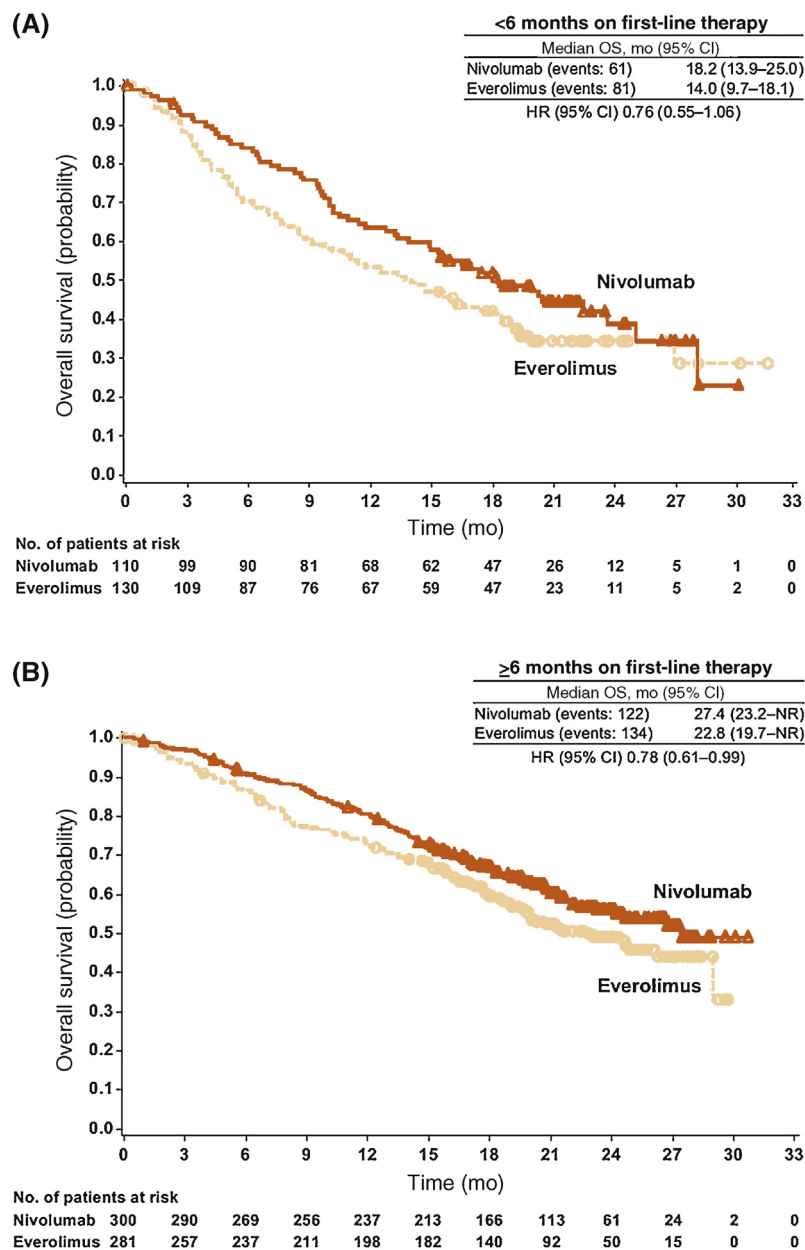 (A)
<6 months on first-line therapy
Median OS, mo (95% CI)
Nivolumab (events: 61) 18.2 (13.9–25.0)
Everolimus (events: 81) 14.0 (9.7–18.1)
HR (95% CI) 0.76 (0.55–1.06)
Overall survival (probability)
1.0
0.9
0.8
0.7
0.6
0.5
0.4
0.3
0.2
0.1
0.0
Nivolumab
Everolimus
0 3 6 9 12 15 18 21 24 27 30 33
Time (mo)
No. of patients at risk
Nivolumab 110 99 90 81 68 62 47 26 12 5 1 0
Everolimus 130 109 87 76 67 59 47 23 11 5 2 0
(B)
≥6 months on first-line therapy
Median OS, mo (95% CI)
Nivolumab (events: 122) 27.4 (23.2–NR)
Everolimus (events: 134) 22.8 (19.7–NR)
HR (95% CI) 0.78 (0.61–0.99)
Overall survival (probability)
1.0
0.9
0.8
0.7
0.6
0.5
0.4
0.3
0.2
0.1
0.0
Nivolumab
Everolimus
0 3 6 9 12 15 18 21 24 27 30 33
Time (mo)
No. of patients at risk
Nivolumab 300 290 269 256 237 213 166 113 61 24 2 0
Everolimus 281 257 237 211 198 182 140 92 50 15 0 0